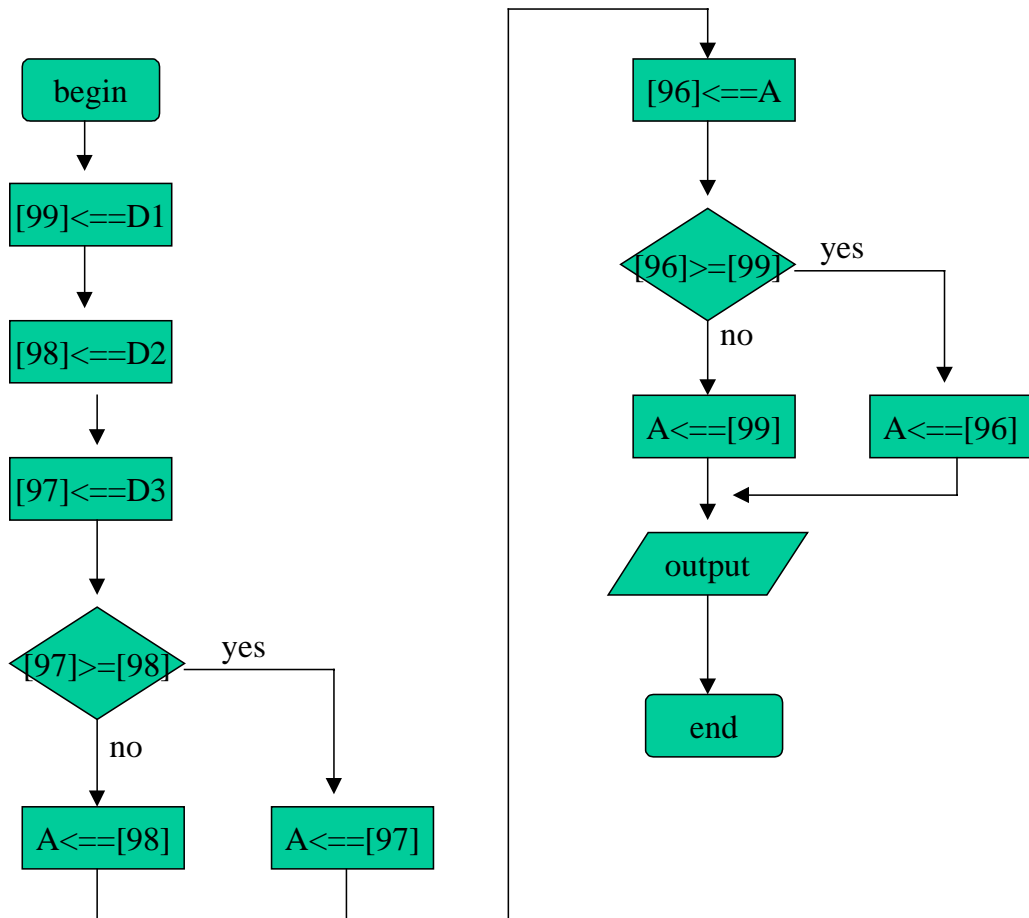 begin
[99]<==D1
[98]<==D2
[97]<==D3
[97]>=[98]
yes
no
A<==[98]
A<==[97]
[96]<==A
[96]>=[99]
yes
no
A<==[99]
A<==[96]
output
end